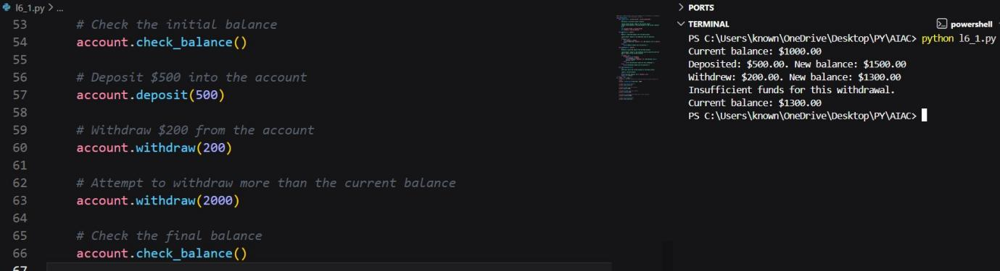 l6_1.py > ...
53
# Check the initial balance
54
account.check_balance()
55
56
# Deposit $500 into the account
57
account.deposit(500)
58
59
# Withdraw $200 from the account
60
account.withdraw(200)
61
62
# Attempt to withdraw more than the current balance
63
account.withdraw(2000)
64
65
# Check the final balance
66
account.check_balance()
67
PORTS
TERMINAL
powershell
PS C:\Users\known\OneDrive\Desktop\PY\AIAC> python l6_1.py
Current balance: $1000.00
Deposited: $500.00. New balance: $1500.00
Withdrew: $200.00. New balance: $1300.00
Insufficient funds for this withdrawal.
Current balance: $1300.00
PS C:\Users\known\OneDrive\Desktop\PY\AIAC>